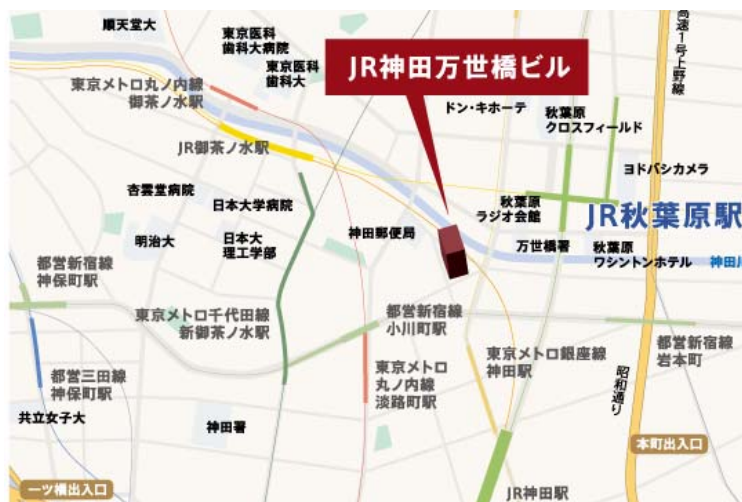 順天堂大
東京医科
歯科大病院
東京医科
歯科大
高速1号上野線
JR神田万世橋ビル
東京メトロ丸ノ内線
御茶ノ水駅
ドン・キホーテ
秋葉原
クロスフィールド
JR御茶ノ水駅
ヨドバシカメラ
杏雲堂病院
日本大学病院
秋葉原
ラジオ会館
JR秋葉原駅
明治大
日本大
理工学部
神田郵便局
万世橋署
秋葉原
ワシントンホテル
神田川
都営新宿線
神保町駅
東京メトロ千代田線
新御茶ノ水駅
都営新宿線
小川町駅
東京メトロ銀座線
神田駅
都営新宿線
岩本町
昭和通り
都営三田線
神保町駅
東京メトロ
丸ノ内線
淡路町駅
共立女子大
神田署
本町出入口
一ツ橋出入口
JR神田駅